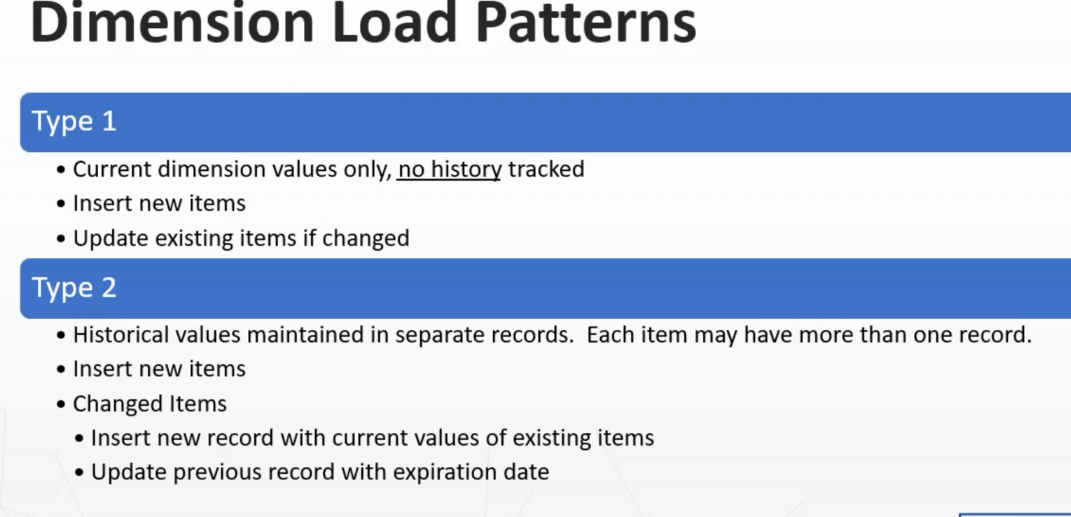 Dimension Load Patterns
Type 1
• Current dimension values only, no history tracked
• Insert new items
• Update existing items if changed
Type 2
• Historical values maintained in separate records.  Each item may have more than one record.
• Insert new items
• Changed Items
• Insert new record with current values of existing items
• Update previous record with expiration date